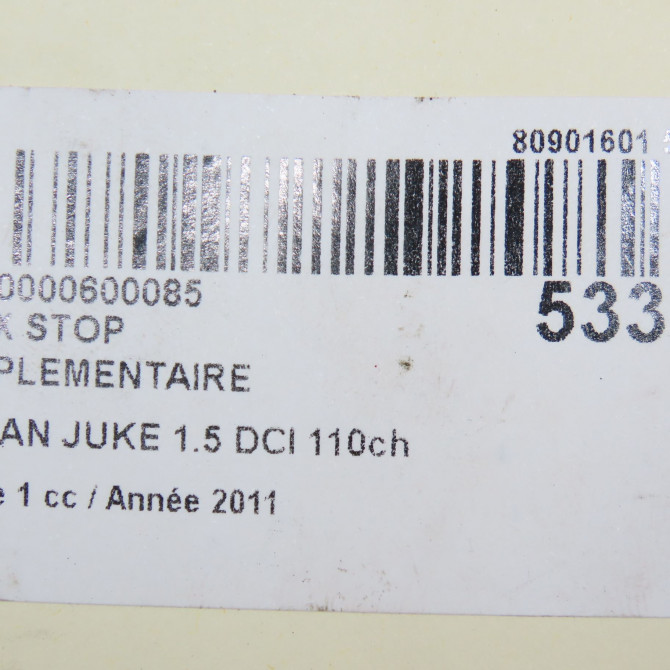 80901601
0000600085
533
X STOP
PLEMENTAIRE
AN JUKE 1.5 DCI 110ch
e 1 cc / Année 2011